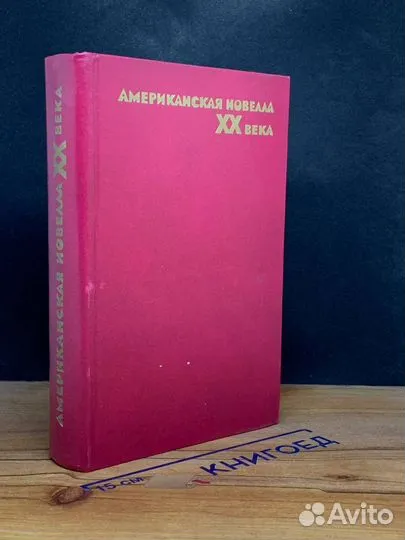 АМЕРИКАНСКАЯ НОВЕЛЛА
XX ВЕКА
АМЕРИКАНСКАЯ НОВЕЛЛА XX ВЕКА
15-СМ
КНИГОЕД
Avito